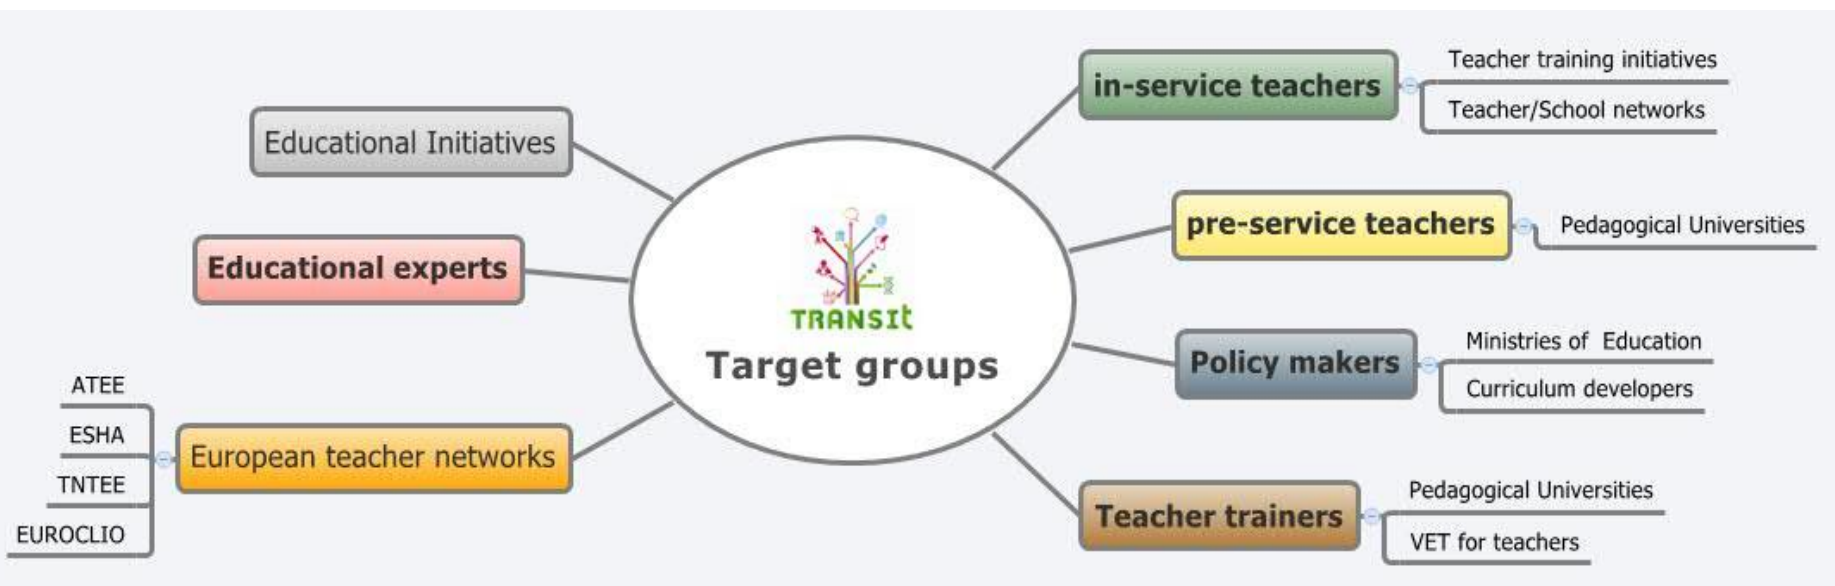 Educational Initiatives
Educational experts
European teacher networks
ATEE
ESHA
TNTEE
EUROCLIO
TRANSIt
Target groups
in-service teachers
Teacher training initiatives
Teacher/School networks
pre-service teachers
Pedagogical Universities
Policy makers
Ministries of  Education
Curriculum developers
Teacher trainers
Pedagogical Universities
VET for teachers